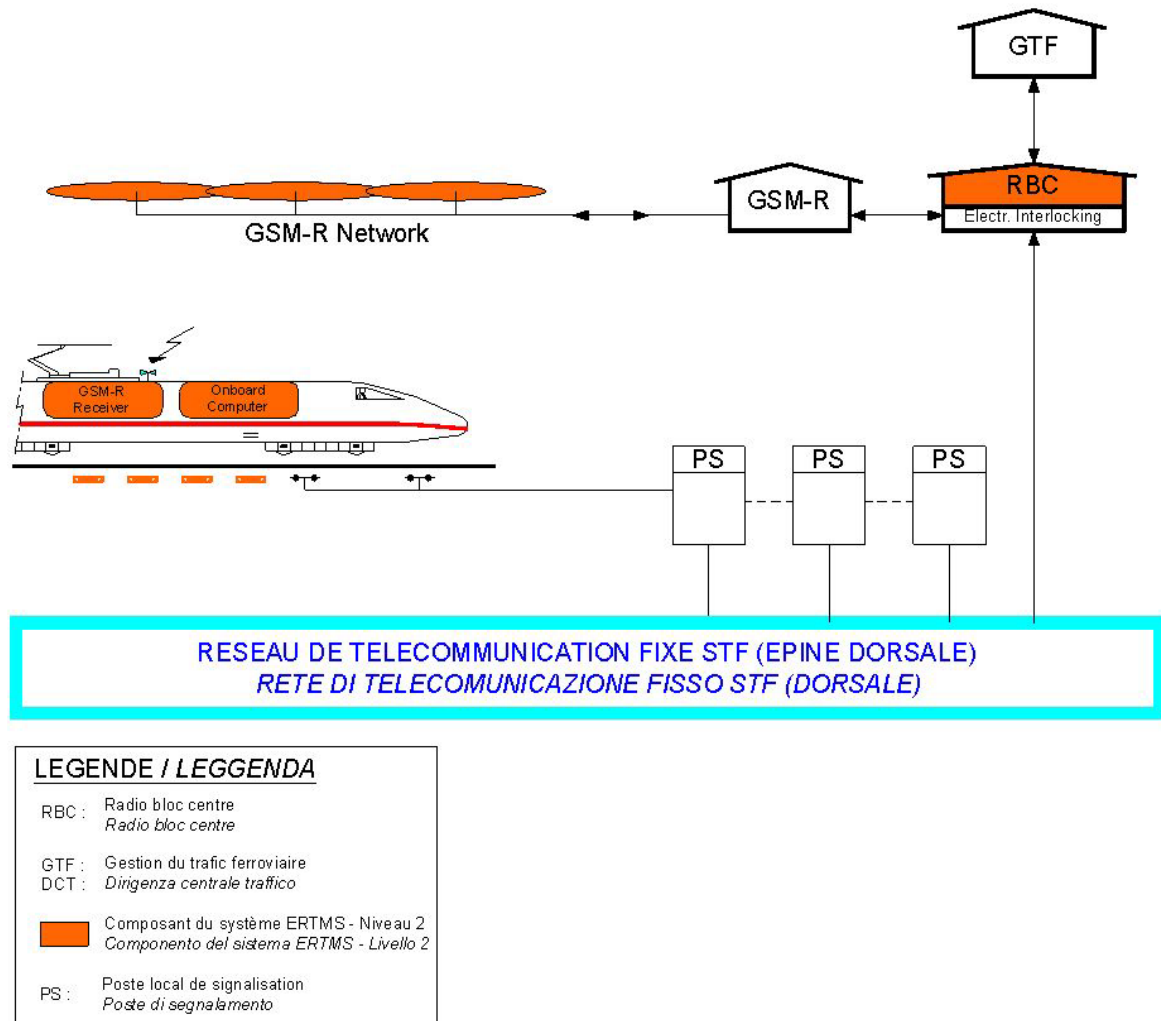 GTF
RBC
Electr. Interlocking
GSM-R
GSM-R Network
GSM-R
Receiver
Onboard
Computer
PS
PS
PS
RESEAU DE TELECOMMUNICATION FIXE STF (EPINE DORSALE)
RETE DI TELECOMUNICAZIONE FISSO STF (DORSALE)
LEGENDE / LEGGENDA
RBC : Radio bloc centre
Radio bloc centre
GTF : Gestion du trafic ferroviaire
DCT : Dirigenza centrale traffico
Composant du système ERTMS - Niveau 2
Componento del sistema ERTMS - Livello 2
PS : Poste local de signalisation
Poste di segnalamento